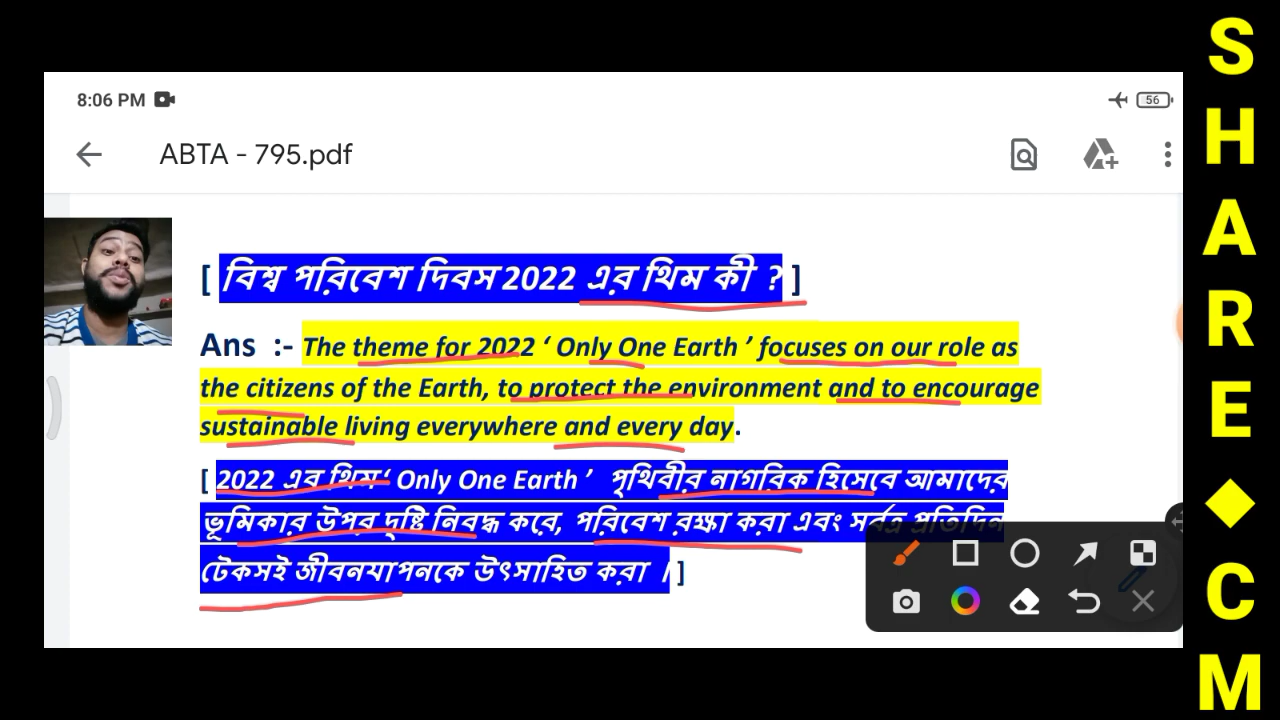 8:06 PM
56
ABTA - 795.pdf
[ বিশ্ব পরিবেশ দিবস 2022 এর থিম কী ? ]
Ans :- The theme for 2022 ‘ Only One Earth ’ focuses on our role as
the citizens of the Earth, to protect the environment and to encourage
sustainable living everywhere and every day.
[ 2022 এর থিম ‘ Only One Earth ’ পৃথিবীর নাগরিক হিসেবে আমাদের
ভূমিকার উপর দৃষ্টি নিবদ্ধ করে, পরিবেশ রক্ষা করা এবং সর্বত্র প্রতিদিন
টেকসই জীবনযাপনকে উৎসাহিত করা । ]
SHARE◆CM